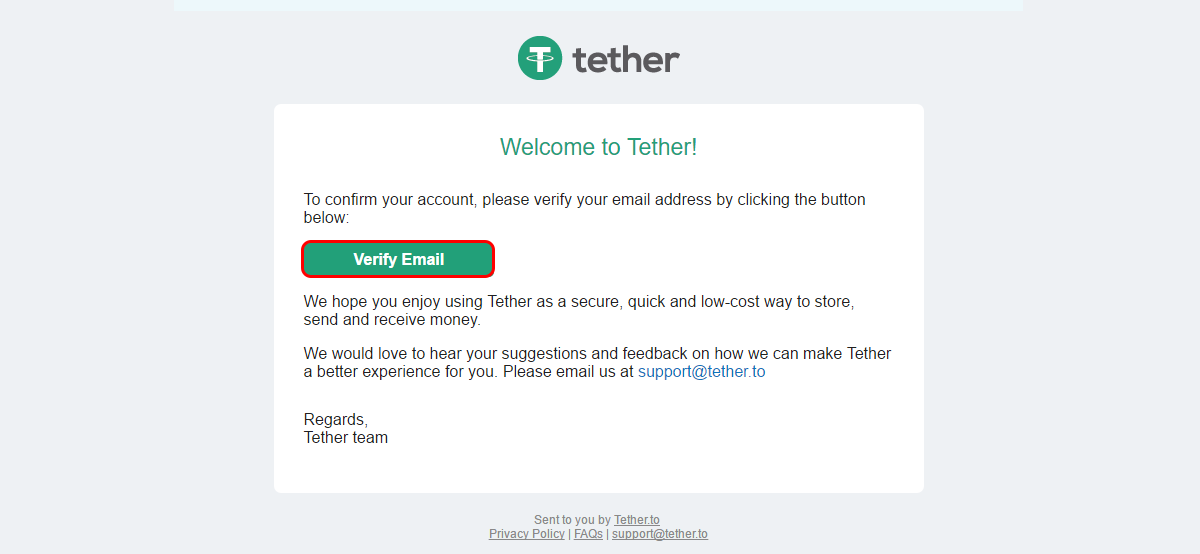 tether
Welcome to Tether!
To confirm your account, please verify your email address by clicking the button
below:
Verify Email
We hope you enjoy using Tether as a secure, quick and low-cost way to store,
send and receive money.
We would love to hear your suggestions and feedback on how we can make Tether
a better experience for you. Please email us at support@tether.to
Regards,
Tether team
Sent to you by Tether.to
Privacy Policy | FAQs | support@tether.to